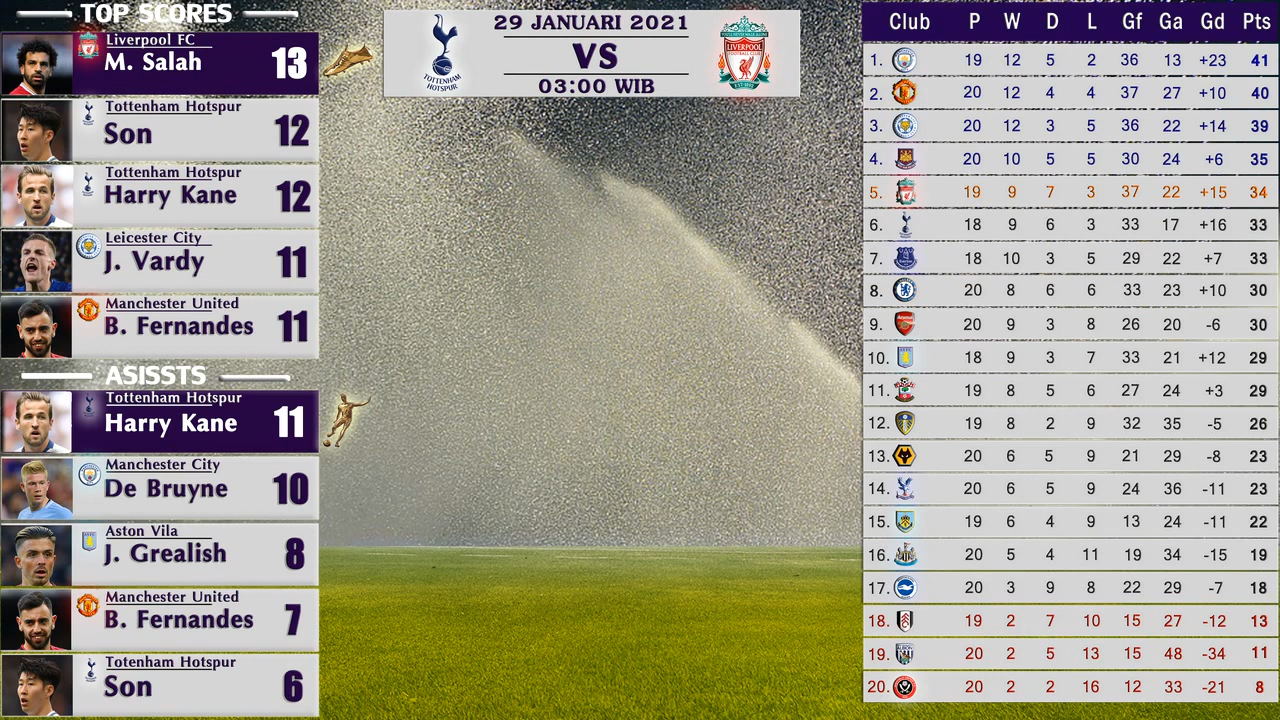 TOP SCORES
Liverpool FC
M. Salah 13
Tottenham Hotspur
Son 12
Tottenham Hotspur
Harry Kane 12
Leicester City
J. Vardy 11
Manchester United
B. Fernandes 11
ASISSTS
Tottenham Hotspur
Harry Kane 11
Manchester City
De Bruyne 10
Aston Vila
J. Grealish 8
Manchester United
B. Fernandes 7
Totenham Hotspur
Son 6
29 JANUARI 2021
VS
03:00 WIB
TOTTENHAM
HOTSPUR
LIVERPOOL
FOOTBALL CLUB
Club P W D L Gf Ga Gd Pts
1. 19 12 5 2 36 13 +23 41
2. 20 12 4 4 37 27 +10 40
3. 20 12 3 5 36 22 +14 39
4. 20 10 5 5 30 24 +6 35
5. 19 9 7 3 37 22 +15 34
6. 18 9 6 3 33 17 +16 33
7. 18 10 3 5 29 22 +7 33
8. 20 8 6 6 33 23 +10 30
9. 20 9 3 8 26 20 -6 30
10. 18 9 3 7 33 21 +12 29
11. 19 8 5 6 27 24 +3 29
12. 19 8 2 9 32 35 -5 26
13. 20 6 5 9 21 29 -8 23
14. 20 6 5 9 24 36 -11 23
15. 19 6 4 9 13 24 -11 22
16. 20 5 4 11 19 34 -15 19
17. 20 3 9 8 22 29 -7 18
18. 19 2 7 10 15 27 -12 13
19. 20 2 5 13 15 48 -34 11
20. 20 2 2 16 12 33 -21 8